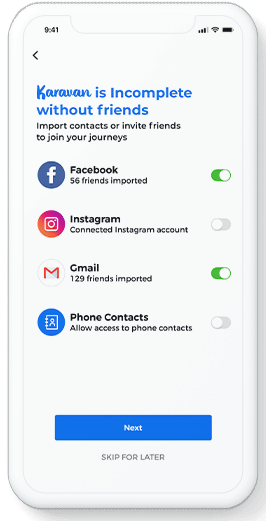 9:41
Karavan is Incomplete
without friends
Import contacts or invite friends
to join your journeys
Facebook
56 friends imported
Instagram
Connected Instagram account
Gmail
129 friends imported
Phone Contacts
Allow access to phone contacts
Next
SKIP FOR LATER